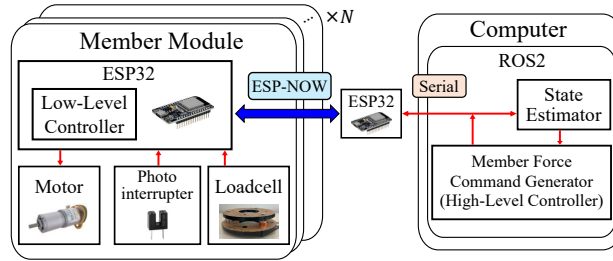 ... ×N
Member Module
ESP32
Low-Level
Controller
Motor
Photo
interrupter
Loadcell
ESP-NOW
ESP32
Serial
Computer
ROS2
State
Estimator
Member Force
Command Generator
(High-Level Controller)